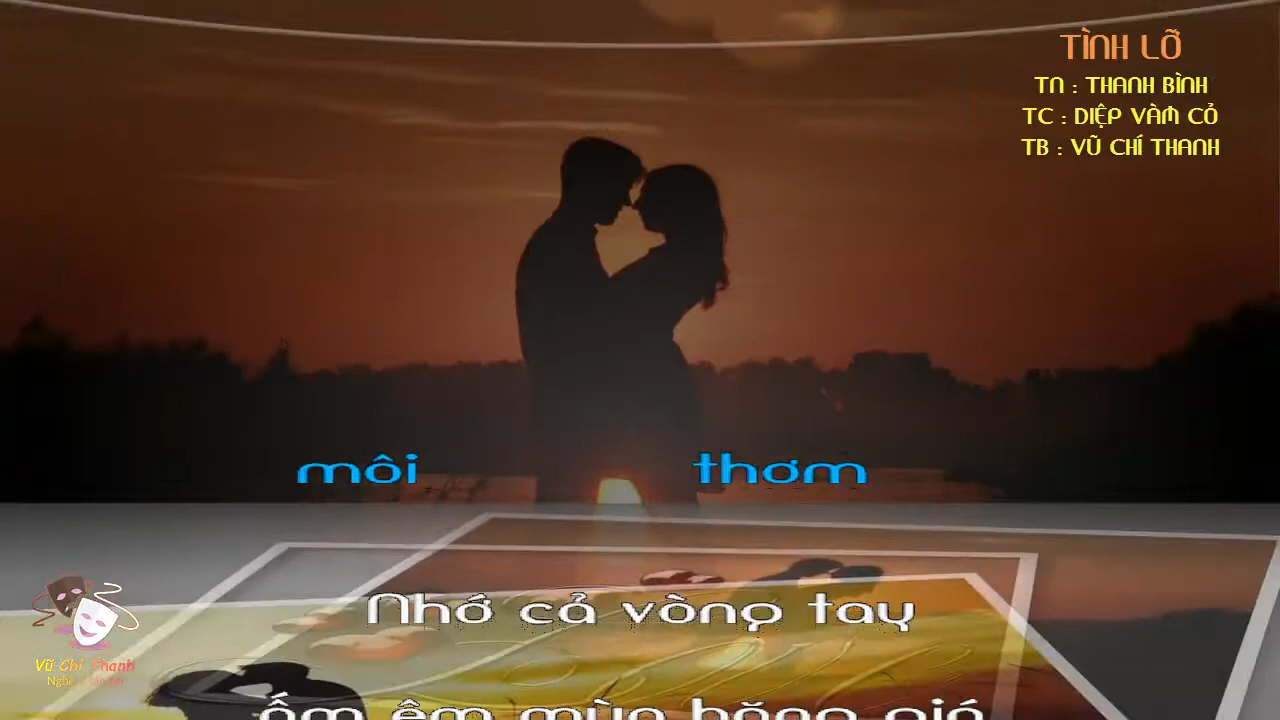 TÌNH LỠ
TN : THANH BÌNH
TC : DIỆP VÀM CỎ
TB : VŨ CHÍ THANH
môi thơm
Nhớ cả vòng tay
ấm êm mùa băng giá
Vũ Chí Thanh